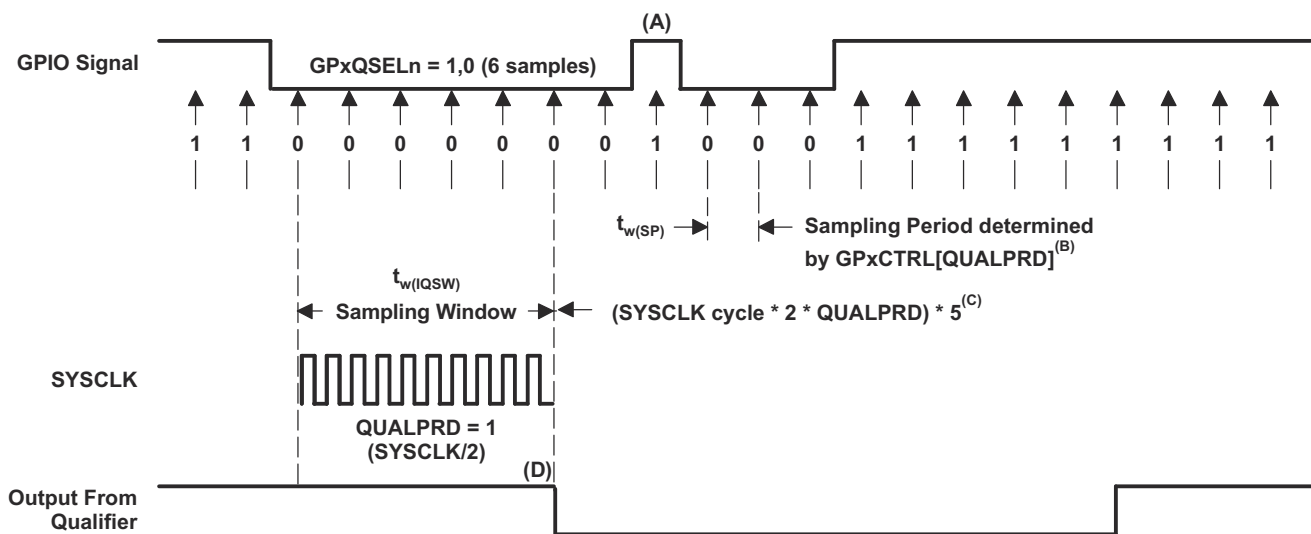 (A)
GPIO Signal
GPxQSELn = 1,0 (6 samples)
1 1 0 0 0 0 0 0 0 1 0 0 0 1 1 1 1 1 1 1 1 1
tw(SP)
Sampling Period determined
by GPxCTRL[QUALPRD](B)
tw(IQSW)
Sampling Window
(SYSCLK cycle * 2 * QUALPRD) * 5(C)
SYSCLK
QUALPRD = 1
(SYSCLK/2)
(D)
Output From
Qualifier